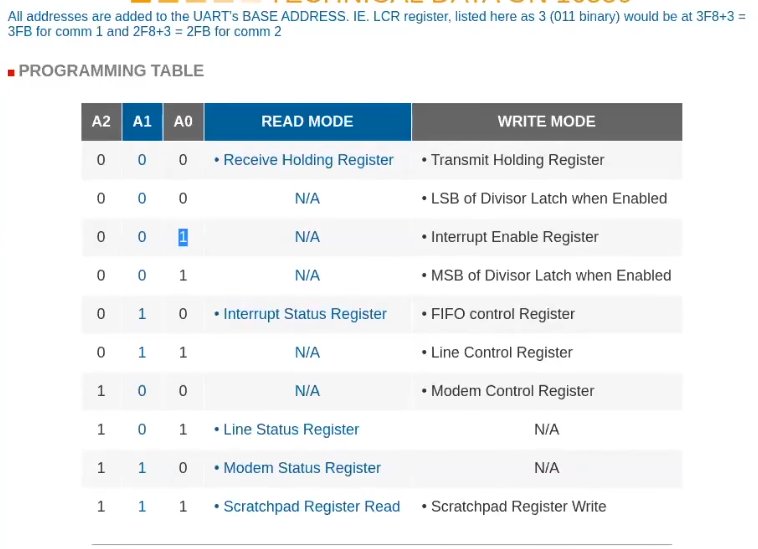 TECHNICAL DATA ON 16550
All addresses are added to the UART's BASE ADDRESS. IE. LCR register, listed here as 3 (011 binary) would be at 3F8+3 =
3FB for comm 1 and 2F8+3 = 2FB for comm 2
PROGRAMMING TABLE
A2 A1 A0 READ MODE WRITE MODE
0 0 0 • Receive Holding Register • Transmit Holding Register
0 0 0 N/A • LSB of Divisor Latch when Enabled
0 0 1 N/A • Interrupt Enable Register
0 0 1 N/A • MSB of Divisor Latch when Enabled
0 1 0 • Interrupt Status Register • FIFO control Register
0 1 1 N/A • Line Control Register
1 0 0 N/A • Modem Control Register
1 0 1 • Line Status Register N/A
1 1 0 • Modem Status Register N/A
1 1 1 • Scratchpad Register Read • Scratchpad Register Write